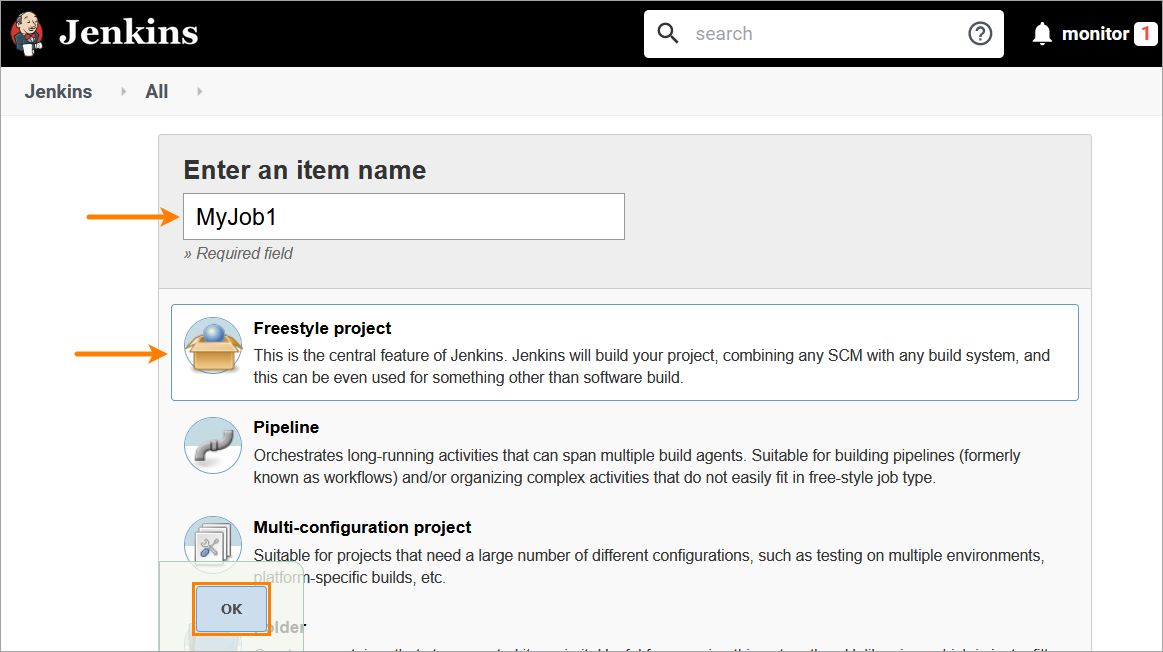 Jenkins
search
monitor 1
Jenkins All
Enter an item name
MyJob1
» Required field
Freestyle project
This is the central feature of Jenkins. Jenkins will build your project, combining any SCM with any build system, and
this can be even used for something other than software build.
Pipeline
Orchestrates long-running activities that can span multiple build agents. Suitable for building pipelines (formerly
known as workflows) and/or organizing complex activities that do not easily fit in free-style job type.
Multi-configuration project
Suitable for projects that need a large number of different configurations, such as testing on multiple environments,
platform-specific builds, etc.
OK
Folder